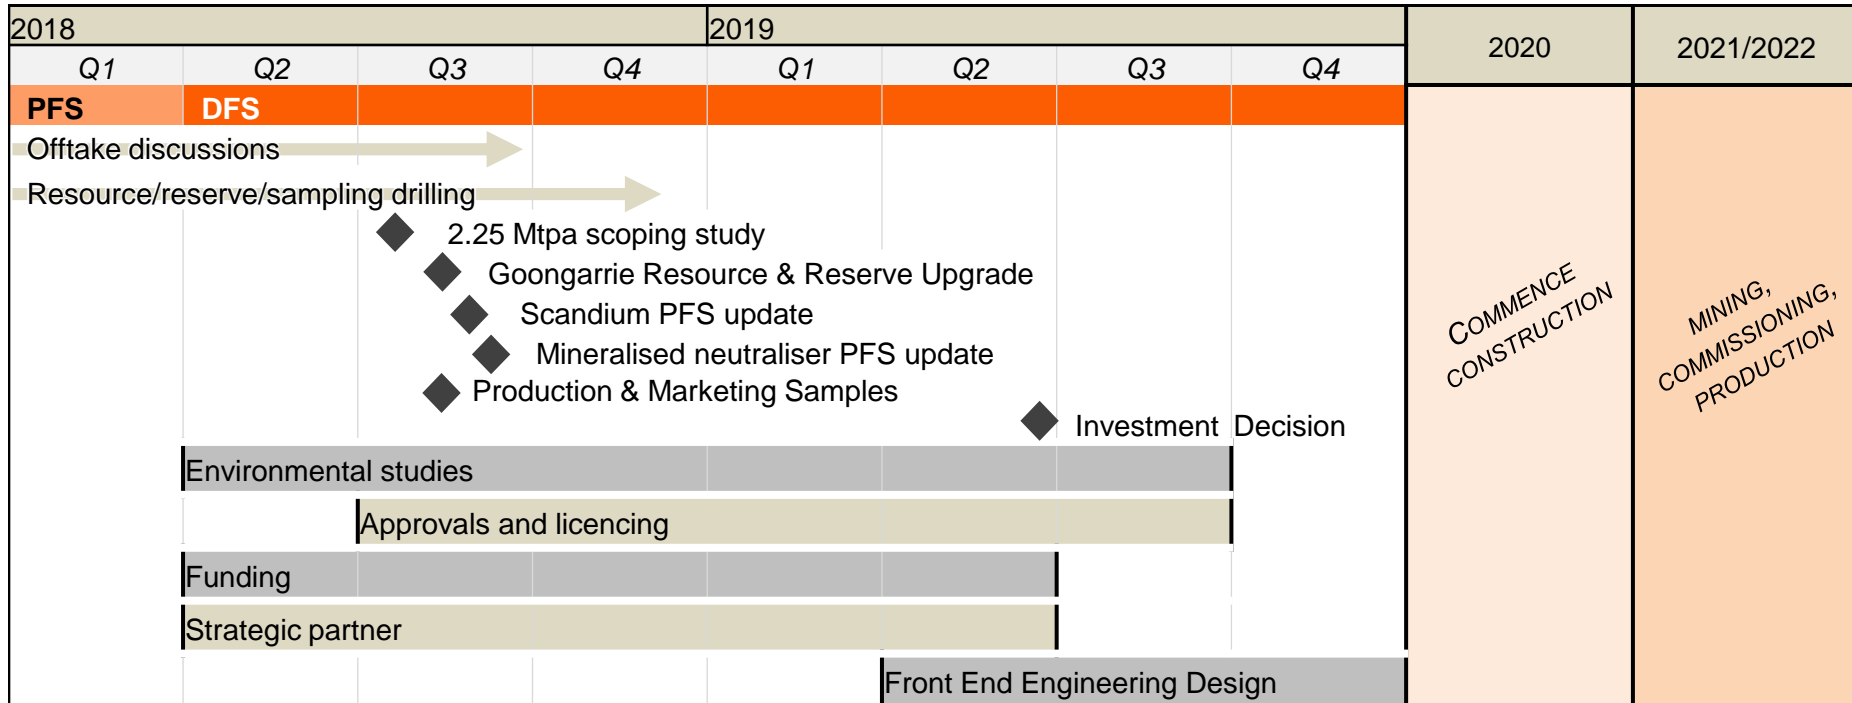 2018
2019
2020
2021/2022
Q1
Q2
Q3
Q4
Q1
Q2
Q3
Q4
PFS
DFS
Offtake discussions
Resource/reserve/sampling drilling
2.25 Mtpa scoping study
Goongarrie Resource & Reserve Upgrade
Scandium PFS update
Mineralised neutraliser PFS update
Production & Marketing Samples
Investment Decision
Environmental studies
Approvals and licencing
Funding
Strategic partner
Front End Engineering Design
COMMENCE
CONSTRUCTION
MINING,
COMMISSIONING,
PRODUCTION